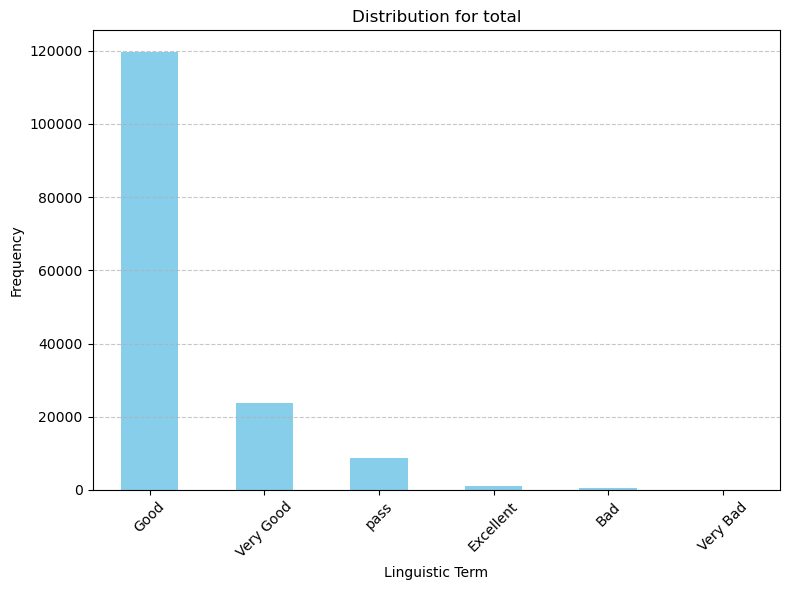 Distribution for total
Frequency
120000
100000
80000
60000
40000
20000
0
Good
Very Good
pass
Excellent
Bad
Very Bad
Linguistic Term